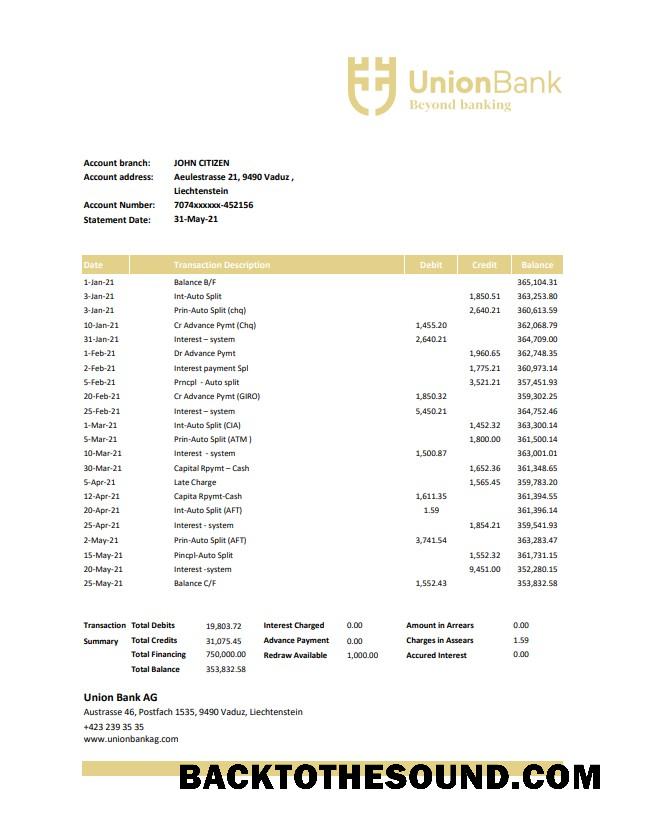 UnionBank
Beyond banking
Account branch: JOHN CITIZEN
Account address: Aeulestrasse 21, 9490 Vaduz ,
Liechtenstein
Account Number: 7074xxxxxx-452156
Statement Date: 31-May-21
Date Transaction Description Debit Credit Balance
1-Jan-21 Balance B/F 365,104.31
3-Jan-21 Int-Auto Split 1,850.51 363,253.80
3-Jan-21 Prin-Auto Split (chq) 2,640.21 360,613.59
10-Jan-21 Cr Advance Pymt (Chq) 1,455.20 362,068.79
31-Jan-21 Interest – system 2,640.21 364,709.00
1-Feb-21 Dr Advance Pymt 1,960.65 362,748.35
2-Feb-21 Interest payment Spl 1,775.21 360,973.14
5-Feb-21 Prncpl - Auto split 3,521.21 357,451.93
20-Feb-21 Cr Advance Pymt (GIRO) 1,850.32 359,302.25
25-Feb-21 Interest – system 5,450.21 364,752.46
1-Mar-21 Int-Auto Split (CIA) 1,452.32 363,300.14
5-Mar-21 Prin-Auto Split (ATM ) 1,800.00 361,500.14
10-Mar-21 Interest - system 1,500.87 363,001.01
30-Mar-21 Capital Rpymt – Cash 1,652.36 361,348.65
5-Apr-21 Late Charge 1,565.45 359,783.20
12-Apr-21 Capita Rpymt-Cash 1,611.35 361,394.55
20-Apr-21 Int-Auto Split (AFT) 1.59 361,396.14
25-Apr-21 Interest - system 1,854.21 359,541.93
2-May-21 Prin-Auto Split (AFT) 3,741.54 363,283.47
15-May-21 Pincpl-Auto Split 1,552.32 361,731.15
20-May-21 Interest -system 9,451.00 352,280.15
25-May-21 Balance C/F 1,552.43 353,832.58
Transaction Total Debits 19,803.72 Interest Charged 0.00 Amount in Arrears 0.00
Summary Total Credits 31,075.45 Advance Payment 0.00 Charges in Assears 1.59
Total Financing 750,000.00 Redraw Available 1,000.00 Accured Interest 0.00
Total Balance 353,832.58
Union Bank AG
Austrasse 46, Postfach 1535, 9490 Vaduz, Liechtenstein
+423 239 35 35
www.unionbankag.com
BACKTOTHESOUND.COM